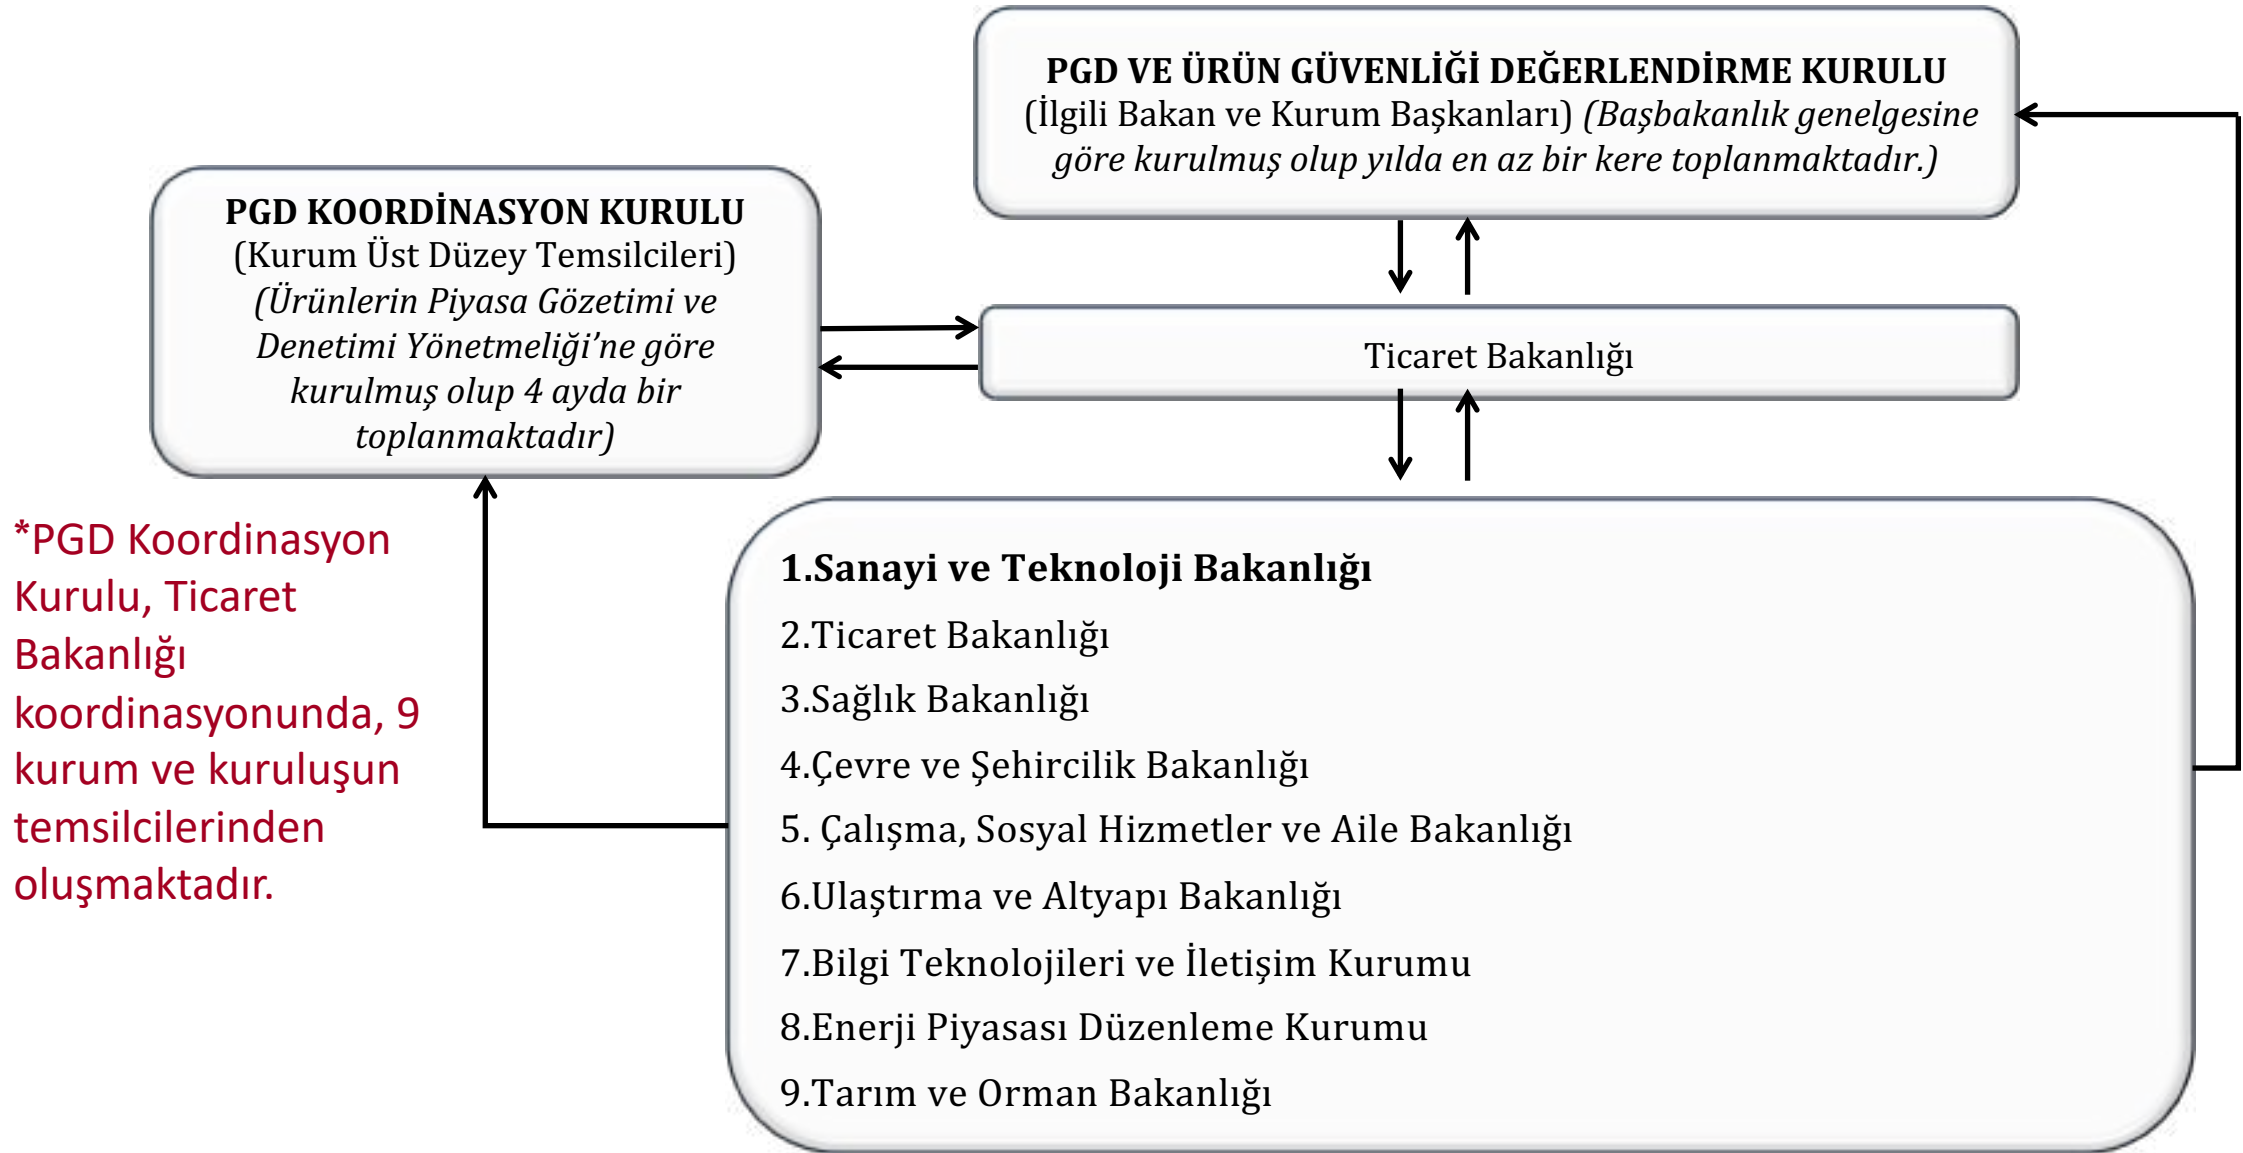 PGD VE ÜRÜN GÜVENLİĞİ DEĞERLENDİRME KURULU
(İlgili Bakan ve Kurum Başkanları) (Başbakanlık genelgesine
göre kurulmuş olup yılda en az bir kere toplanmaktadır.)
PGD KOORDİNASYON KURULU
(Kurum Üst Düzey Temsilcileri)
(Ürünlerin Piyasa Gözetimi ve
Denetimi Yönetmeliği’ne göre
kurulmuş olup 4 ayda bir
toplanmaktadır)
Ticaret Bakanlığı
*PGD Koordinasyon
Kurulu, Ticaret
Bakanlığı
koordinasyonunda, 9
kurum ve kuruluşun
temsilcilerinden
oluşmaktadır.
1.Sanayi ve Teknoloji Bakanlığı
2.Ticaret Bakanlığı
3.Sağlık Bakanlığı
4.Çevre ve Şehircilik Bakanlığı
5. Çalışma, Sosyal Hizmetler ve Aile Bakanlığı
6.Ulaştırma ve Altyapı Bakanlığı
7.Bilgi Teknolojileri ve İletişim Kurumu
8.Enerji Piyasası Düzenleme Kurumu
9.Tarım ve Orman Bakanlığı